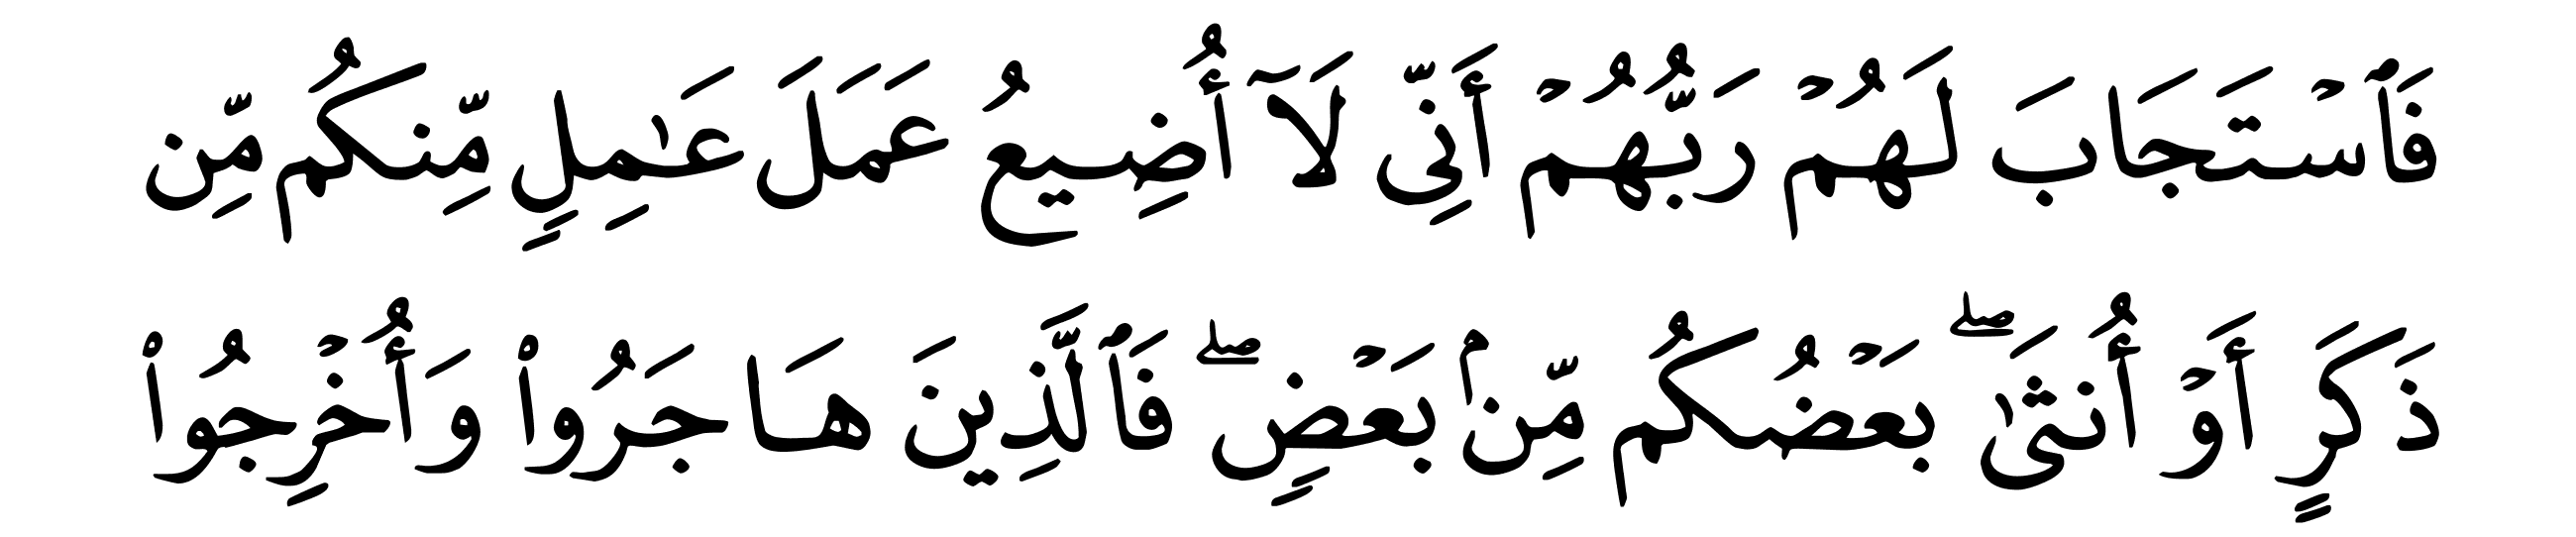 فَٱسۡتَجَابَ لَهُمۡ رَبُّهُمۡ أَنِّي لَآ أُضِيعُ عَمَلَ عَٰمِلٖ مِّنكُم مِّن
ذَكَرٍ أَوۡ أُنثَىٰۖ بَعۡضُكُم مِّنۢ بَعۡضٖۖ فَٱلَّذِينَ هَاجَرُواْ وَأُخۡرِجُواْ